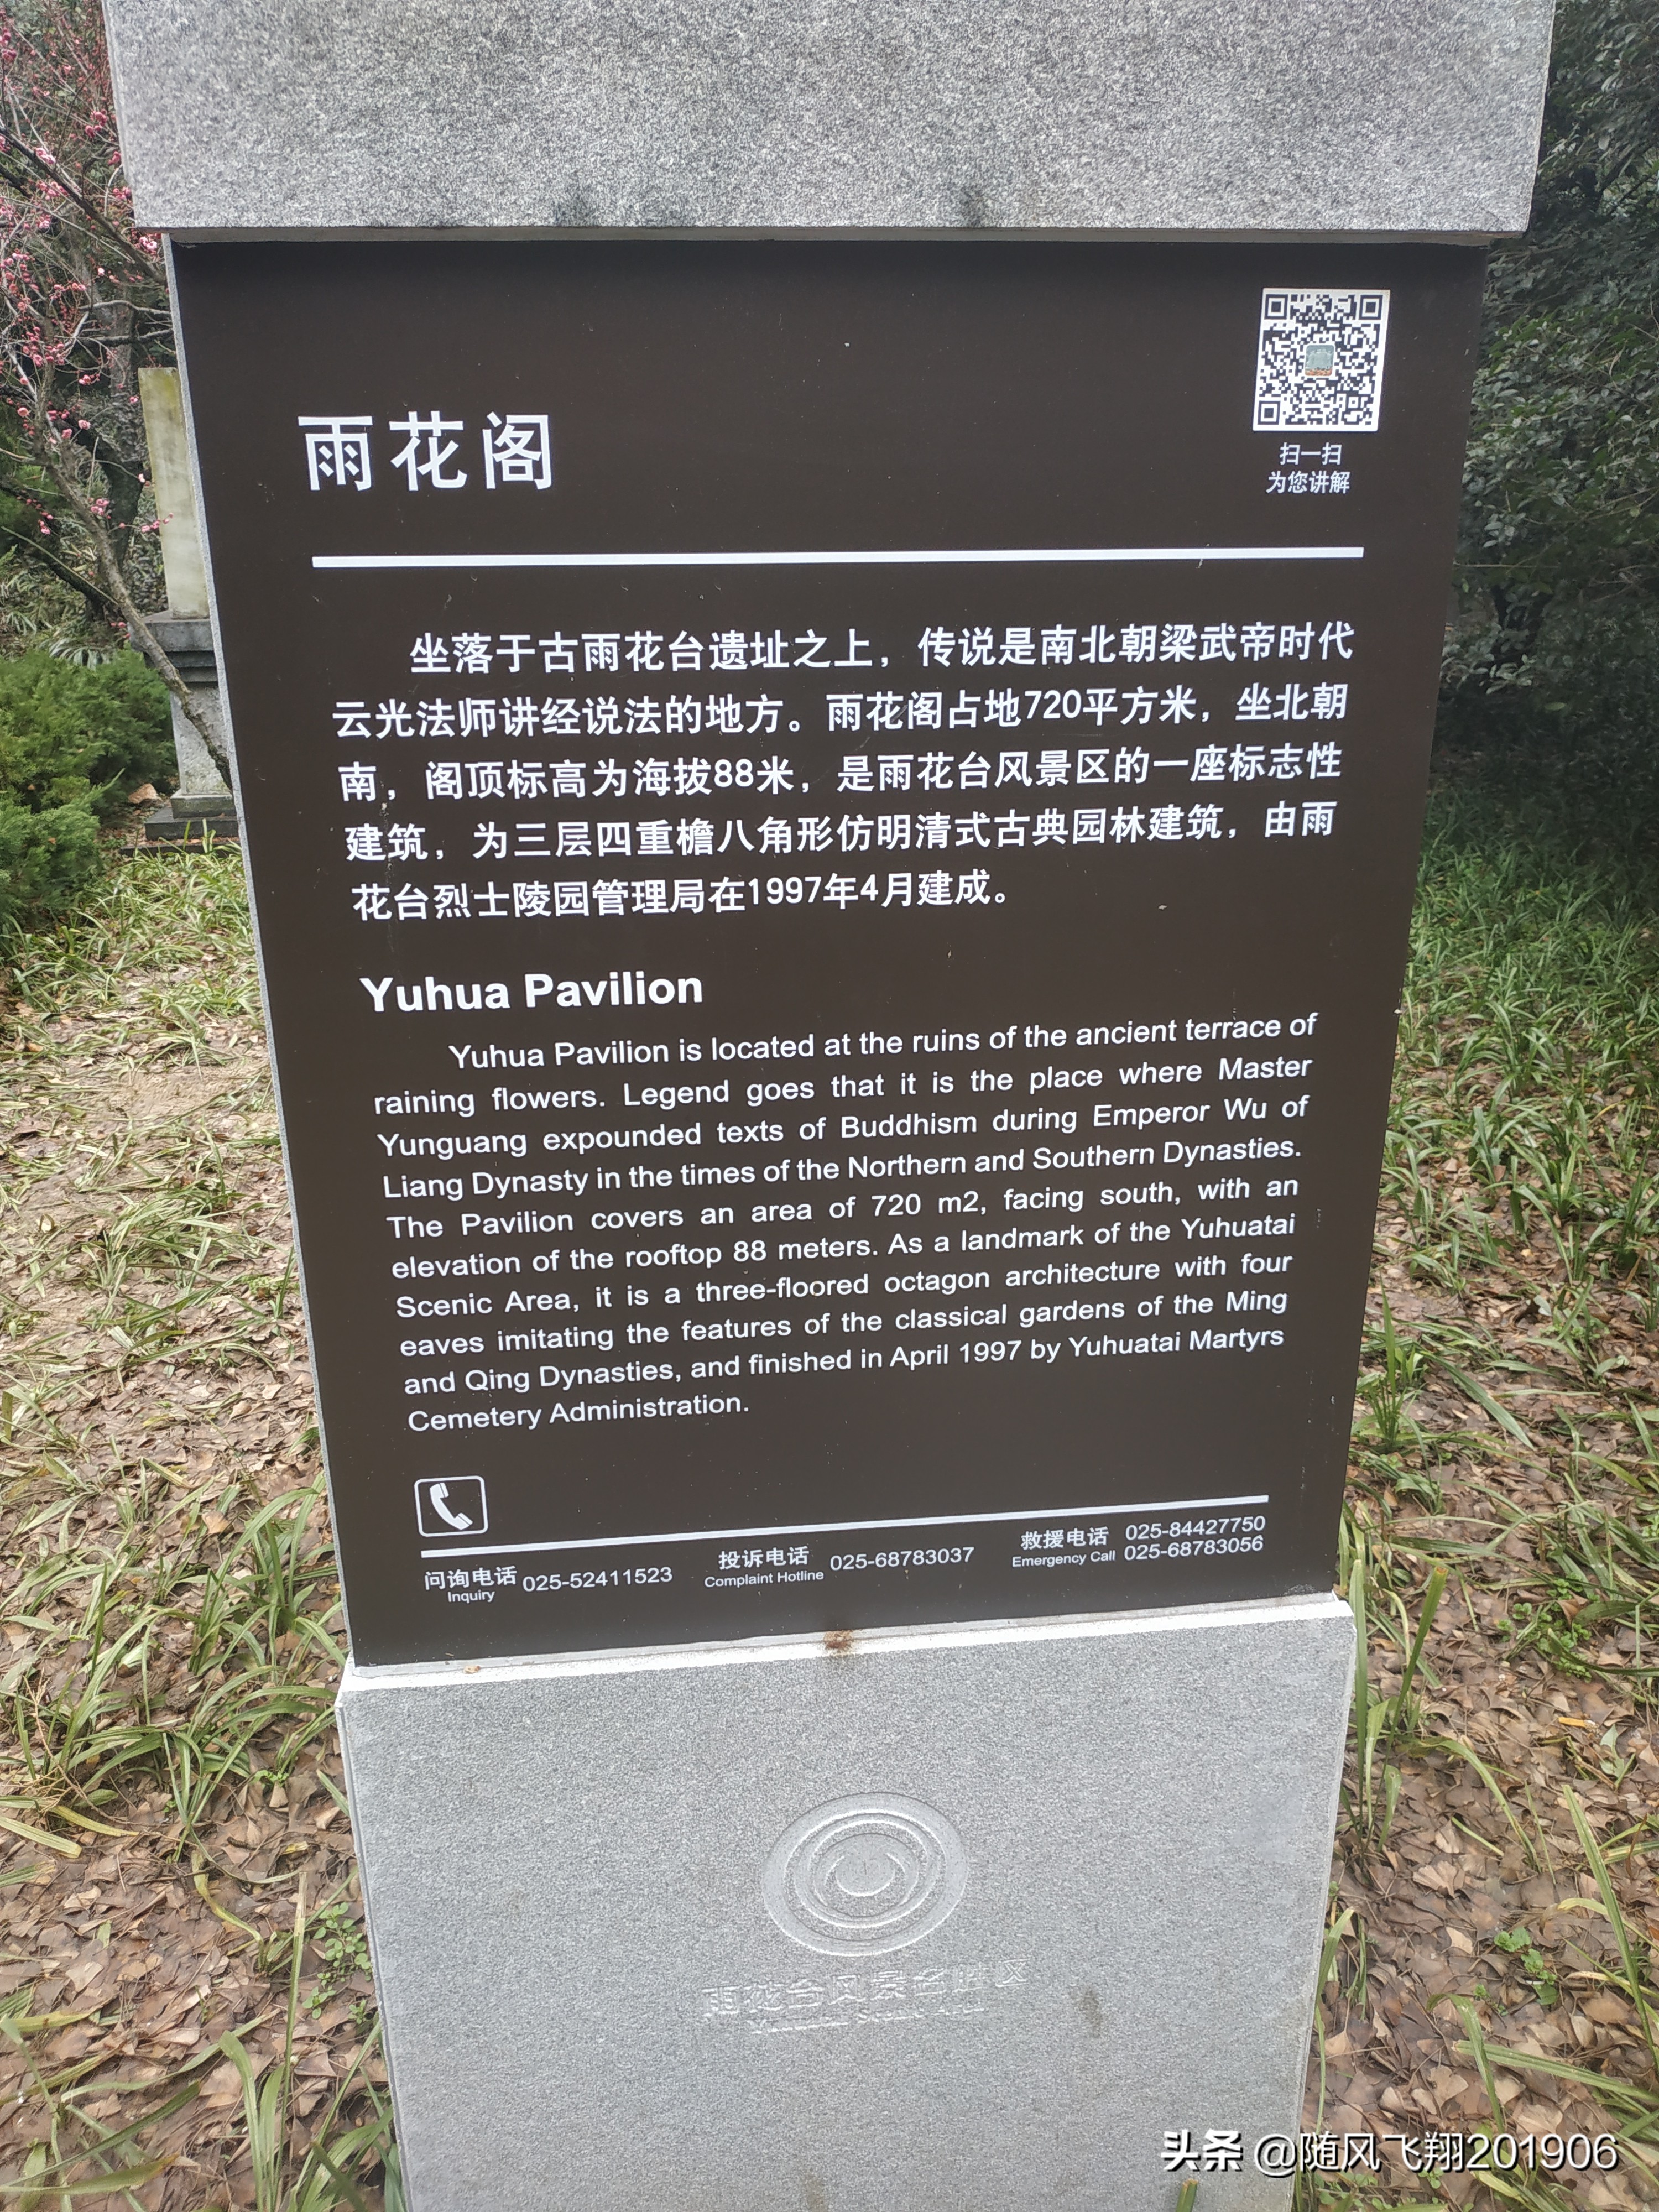 扫一扫
为您讲解
雨花阁
坐落于古雨花台遗址之上，传说是南北朝梁武帝时代
云光法师讲经说法的地方。雨花阁占地720平方米，坐北朝
南，阁顶标高为海拔88米，是雨花台风景区的一座标志性
建筑，为三层四重檐八角形仿明清式古典园林建筑，由雨
花台烈士陵园管理局在1997年4月建成。
Yuhua Pavilion
Yuhua Pavilion is located at the ruins of the ancient terrace of
raining flowers. Legend goes that it is the place where Master
Yunguang expounded texts of Buddhism during Emperor Wu of
Liang Dynasty in the times of the Northern and Southern Dynasties.
The Pavilion covers an area of 720 m2, facing south, with an
elevation of the rooftop 88 meters. As a landmark of the Yuhuatai
Scenic Area, it is a three-floored octagon architecture with four
eaves imitating the features of the classical gardens of the Ming
and Qing Dynasties, and finished in April 1997 by Yuhuatai Martyrs
Cemetery Administration.
问询电话 025-52411523
Inquiry
投诉电话 025-68783037
Complaint Hotline
救援电话 025-84427750
Emergency Call 025-68783056
雨花台风景名胜区
Yuhuatai Scenic Area
头条 @随风飞翔201906